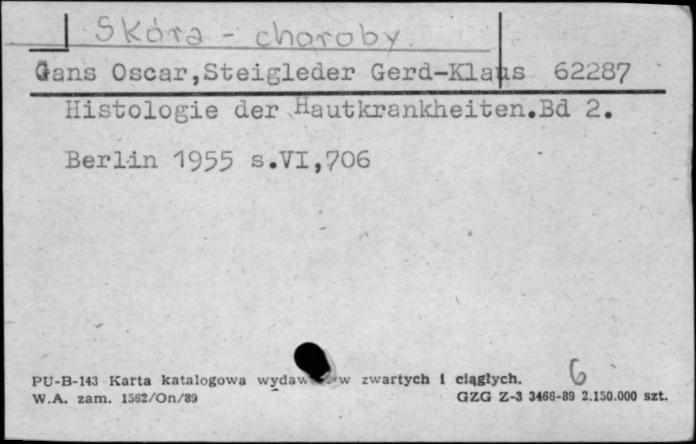 Skóra - choroby.
Gans Oscar,Steigleder Gerd-Klaus 62287
Histologie der Hautkrankheiten.Bd 2.
Berlin 1955 s.VI,706
6
PU-B-143 Karta katalogowa zwartych i ciągłych.
W.A. zam. 1562/On/89 GZG Z-3 3466-89 2.150.000 szt.